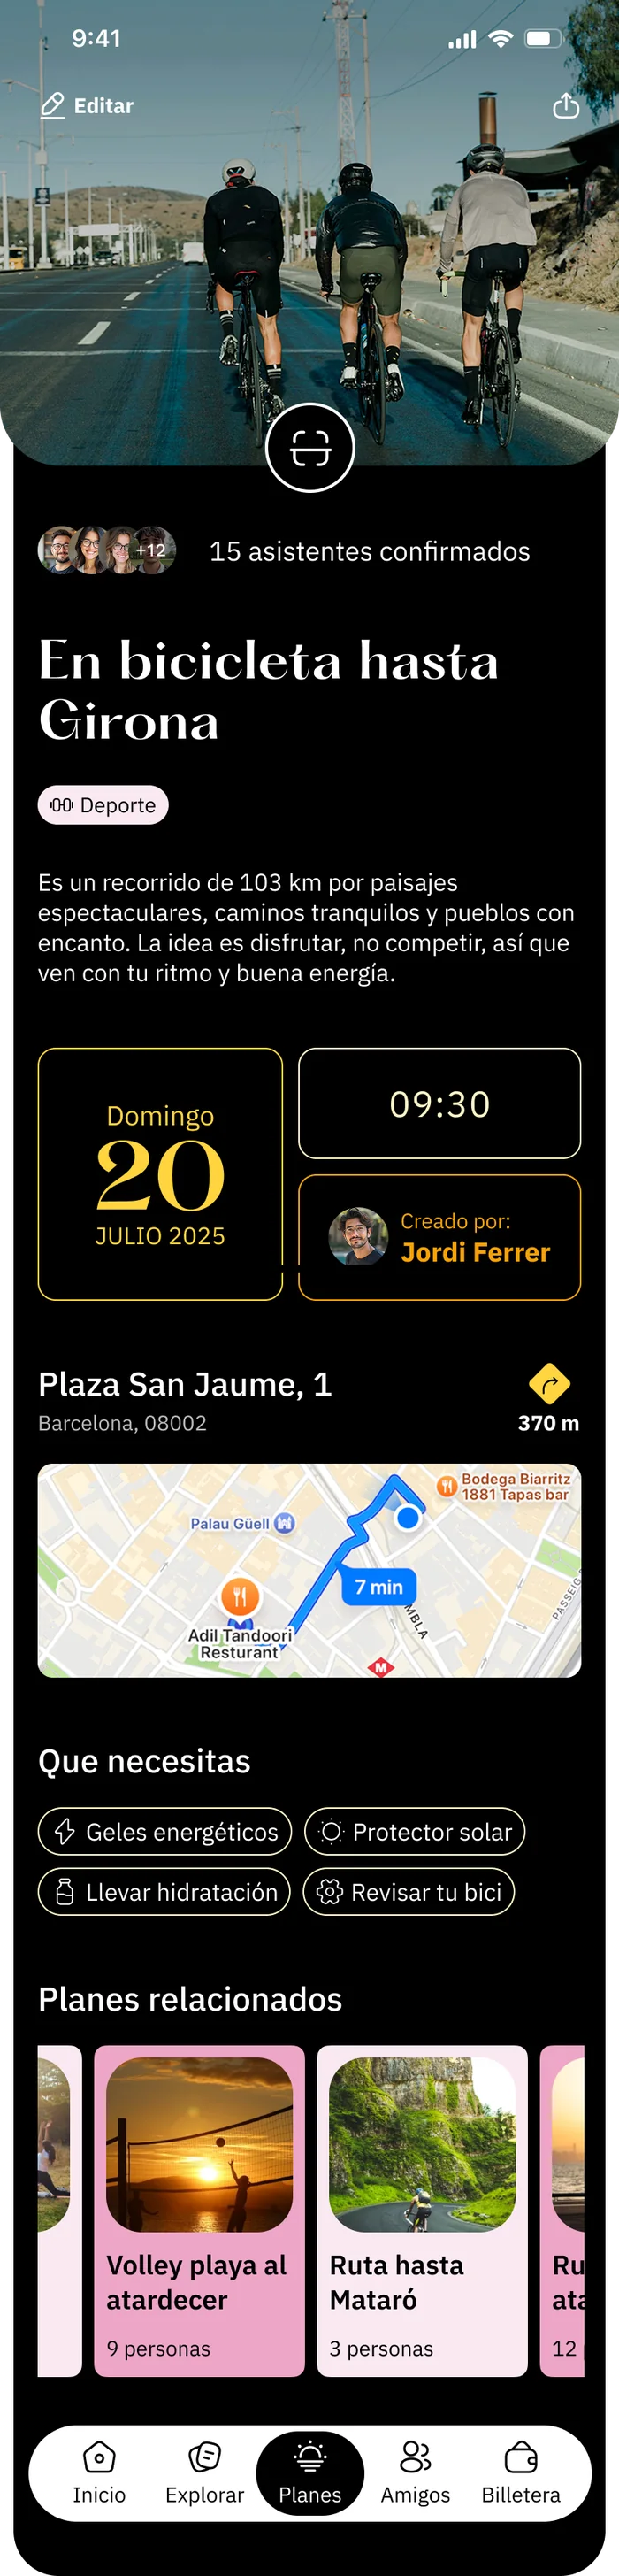 9:41
Editar
+12
15 asistentes confirmados
En bicicleta hasta
Girona
Deporte
Es un recorrido de 103 km por paisajes
espectaculares, caminos tranquilos y pueblos con
encanto. La idea es disfrutar, no competir, así que
ven con tu ritmo y buena energía.
Domingo
20
JULIO 2025
09:30
Creado por:
Jordi Ferrer
Plaza San Jaume, 1
Barcelona, 08002
370 m
Bodega Biarritz
1881 Tapas bar
Palau Güell
7 min
MBLA
PASSEIG
Adil Tandoori
Resturant
M
Que necesitas
Geles energéticos
Protector solar
Llevar hidratación
Revisar tu bici
Planes relacionados
Volley playa al
atardecer
9 personas
Ruta hasta
Mataró
3 personas
Ru
ata
12
Inicio
Explorar
Planes
Amigos
Billetera